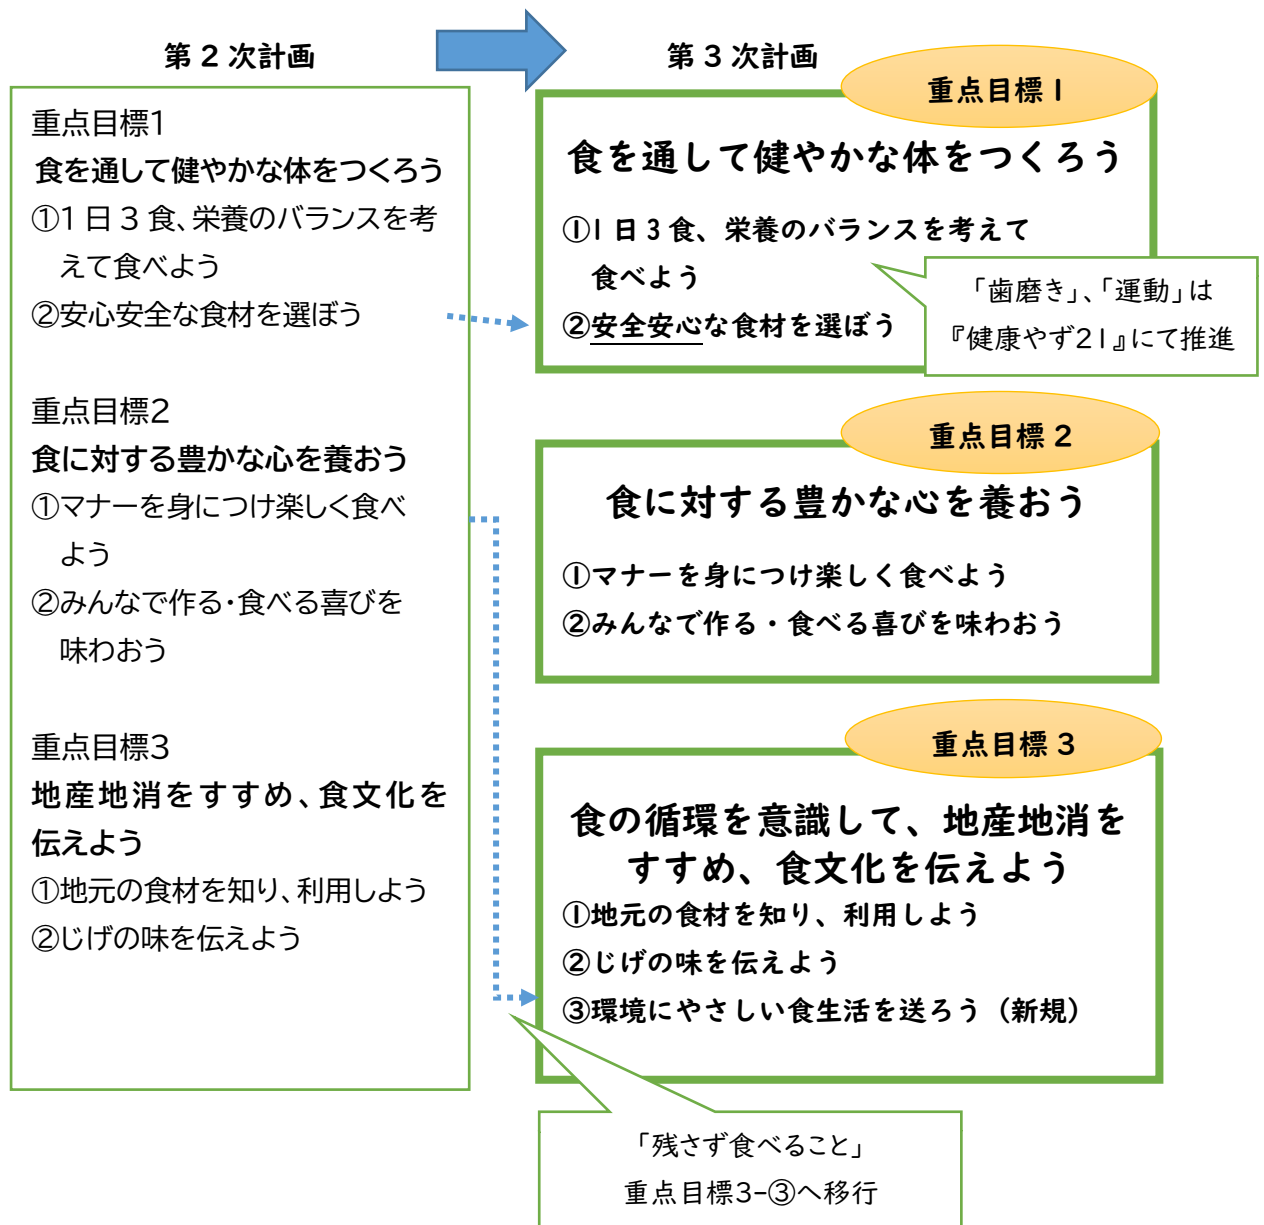 第2次計画
重点目標1
食を通して健やかな体をつくろう
①1日3食、栄養のバランスを考
えて食べよう
②安心安全な食材を選ぼう
重点目標2
食に対する豊かな心を養おう
①マナーを身につけ楽しく食べ
よう
②みんなで作る・食べる喜びを
味わおう
重点目標3
地産地消をすすめ、食文化を
伝えよう
①地元の食材を知り、利用しよう
②じげの味を伝えよう
第3次計画
重点目標1
食を通して健やかな体をつくろう
①1日3食、栄養のバランスを考えて
食べよう
②安全安心な食材を選ぼう
「歯磨き」、「運動」は
『健康やず21』にて推進
重点目標2
食に対する豊かな心を養おう
①マナーを身につけ楽しく食べよう
②みんなで作る・食べる喜びを味わおう
重点目標3
食の循環を意識して、地産地消を
すすめ、食文化を伝えよう
①地元の食材を知り、利用しよう
②じげの味を伝えよう
③環境にやさしい食生活を送ろう（新規）
「残さず食べること」
重点目標3-③へ移行